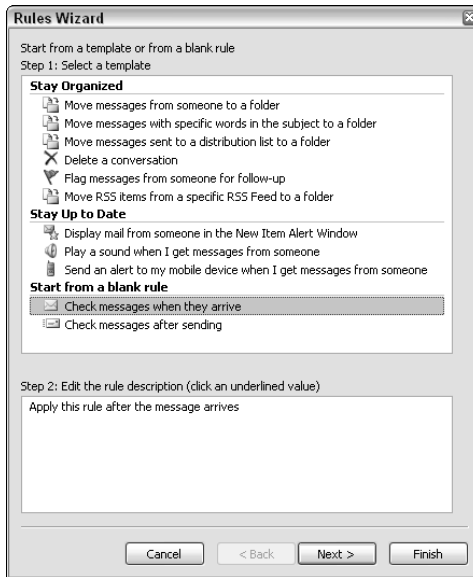 Rules Wizard
Start from a template or from a blank rule
Step 1: Select a template
Stay Organized
Move messages from someone to a folder
Move messages with specific words in the subject to a folder
Move messages sent to a distribution list to a folder
Delete a conversation
Flag messages from someone for follow-up
Move RSS items from a specific RSS Feed to a folder
Stay Up to Date
Display mail from someone in the New Item Alert Window
Play a sound when I get messages from someone
Send an alert to my mobile device when I get messages from someone
Start from a blank rule
Check messages when they arrive
Check messages after sending
Step 2: Edit the rule description (click an underlined value)
Apply this rule after the message arrives
Cancel < Back Next > Finish